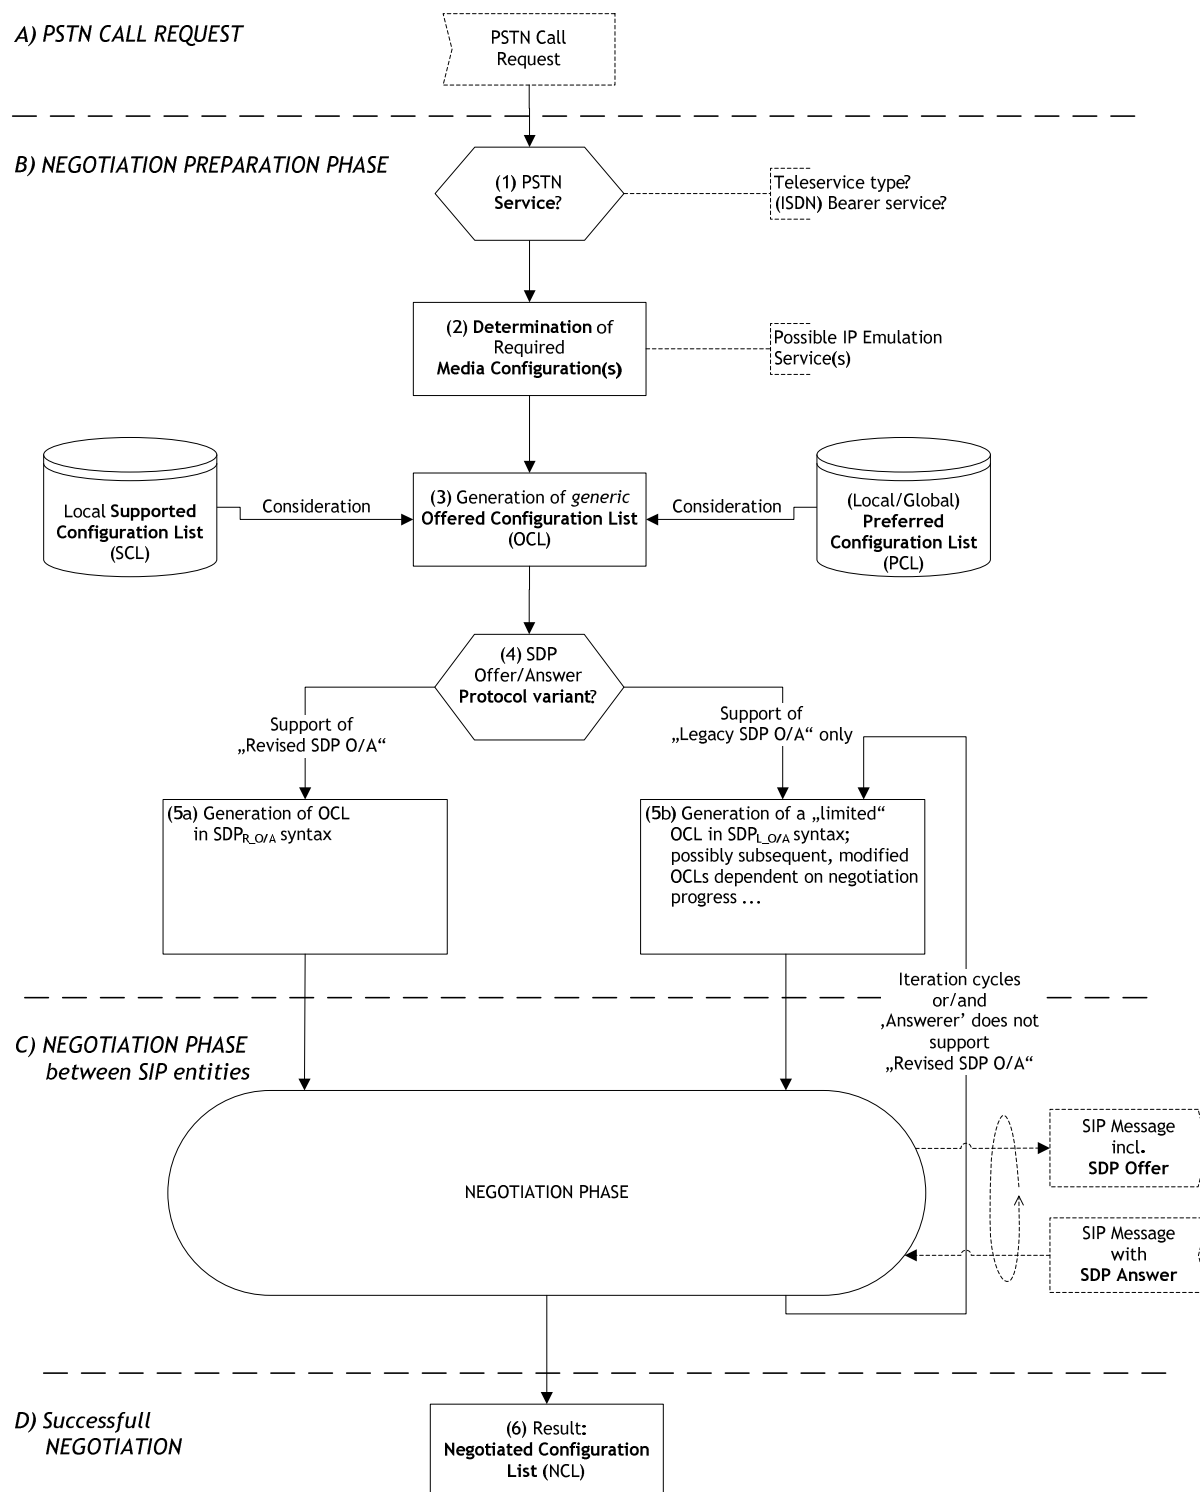 A) PSTN CALL REQUEST
PSTN Call
Request
B) NEGOTIATION PREPARATION PHASE
(1) PSTN
Service?
Teleservice type?
(ISDN) Bearer service?
(2) Determination of
Required
Media Configuration(s)
Possible IP Emulation
Service(s)
Local Supported
Configuration List
(SCL)
Consideration
(3) Generation of generic
Offered Configuration List
(OCL)
Consideration
(Local/Global)
Preferred
Configuration List
(PCL)
(4) SDP
Offer/Answer
Protocol variant?
Support of
„Revised SDP O/A“
Support of
„Legacy SDP O/A“ only
(5a) Generation of OCL
in SDPR_O/A syntax
(5b) Generation of a „limited“
OCL in SDPL_O/A syntax;
possibly subsequent, modified
OCLs dependent on negotiation
progress ...
Iteration cycles
or/and
‚Answerer’ does not
support
„Revised SDP O/A“
C) NEGOTIATION PHASE
between SIP entities
NEGOTIATION PHASE
SIP Message
incl.
SDP Offer
SIP Message
with
SDP Answer
D) Successfull
NEGOTIATION
(6) Result:
Negotiated Configuration
List (NCL)